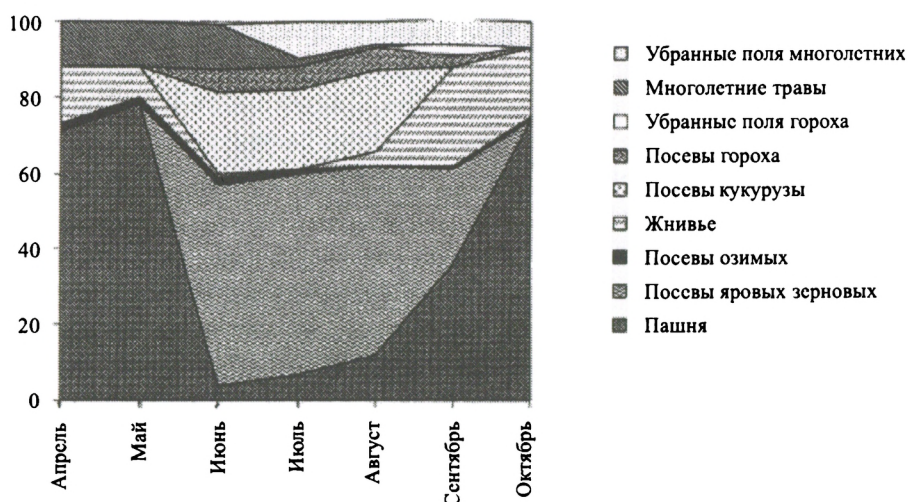 100
80
60
40
20
0
Апрель
Май
Июнь
Июль
Август
Сентябрь
Октябрь
Убранные поля многолетних
Многолетние травы
Убранные поля гороха
Посевы гороха
Посевы кукурузы
Жнивье
Посевы озимых
Посевы яровых зерновых
Пашня